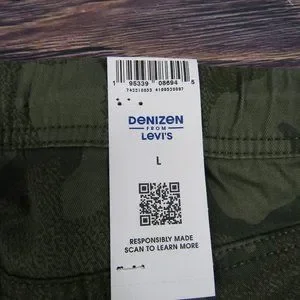 1 95339 08694 5
DENIZEN
FROM
LEVI'S
L
RESPONSIBLY MADE
SCAN TO LEARN MORE